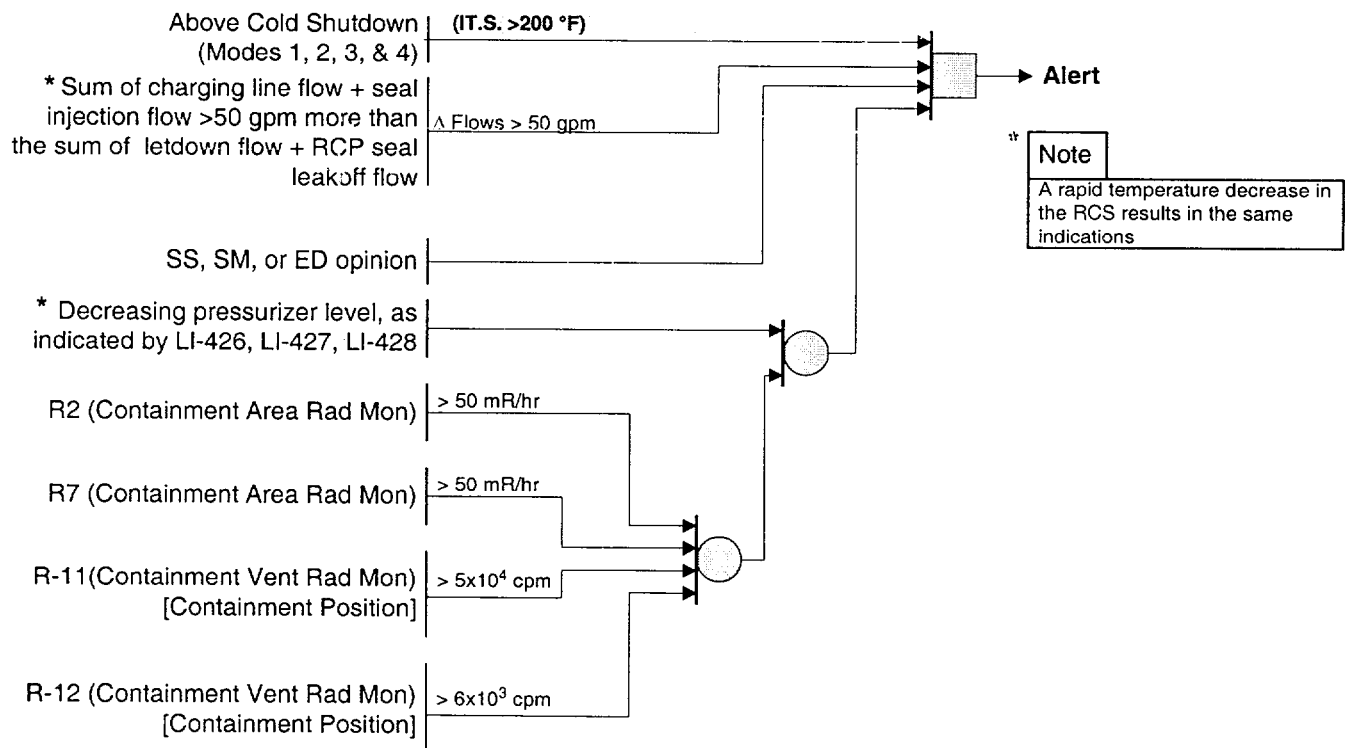 Above Cold Shutdown
(Modes 1, 2, 3, & 4)
(IT.S. >200 °F)
* Sum of charging line flow + seal
injection flow >50 gpm more than
the sum of letdown flow + RCP seal
leakoff flow
Δ Flows > 50 gpm
Alert
*
Note
A rapid temperature decrease in
the RCS results in the same
indications
SS, SM, or ED opinion
* Decreasing pressurizer level, as
indicated by LI-426, LI-427, LI-428
R2 (Containment Area Rad Mon)
> 50 mR/hr
R7 (Containment Area Rad Mon)
> 50 mR/hr
R-11(Containment Vent Rad Mon)
[Containment Position]
> 5x10⁴ cpm
R-12 (Containment Vent Rad Mon)
[Containment Position]
> 6x10³ cpm